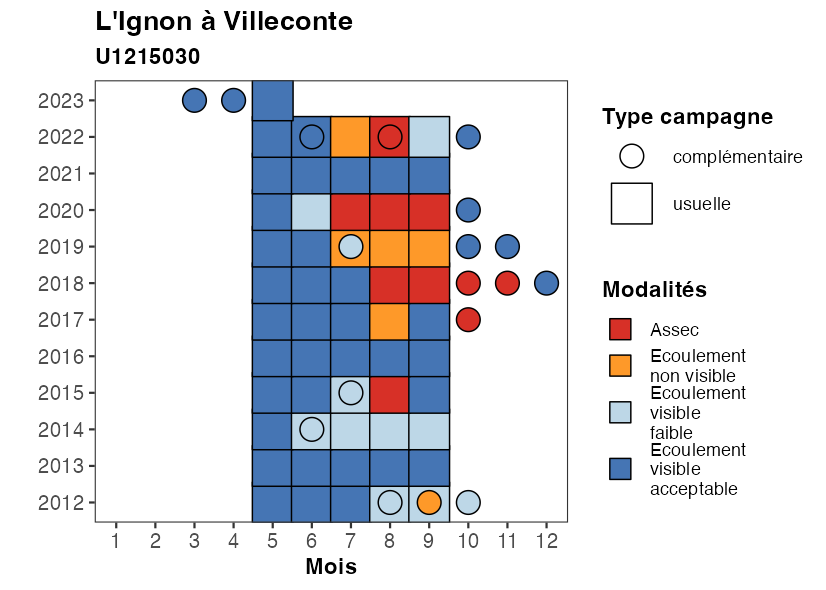 L'Ignon à Villeconte
U1215030
2023
2022
2021
2020
2019
2018
2017
2016
2015
2014
2013
2012
1 2 3 4 5 6 7 8 9 10 11 12
Mois
Type campagne
complémentaire
usuelle
Modalités
Assec
Ecoulement
non visible
Ecoulement
visible
faible
Ecoulement
visible
acceptable